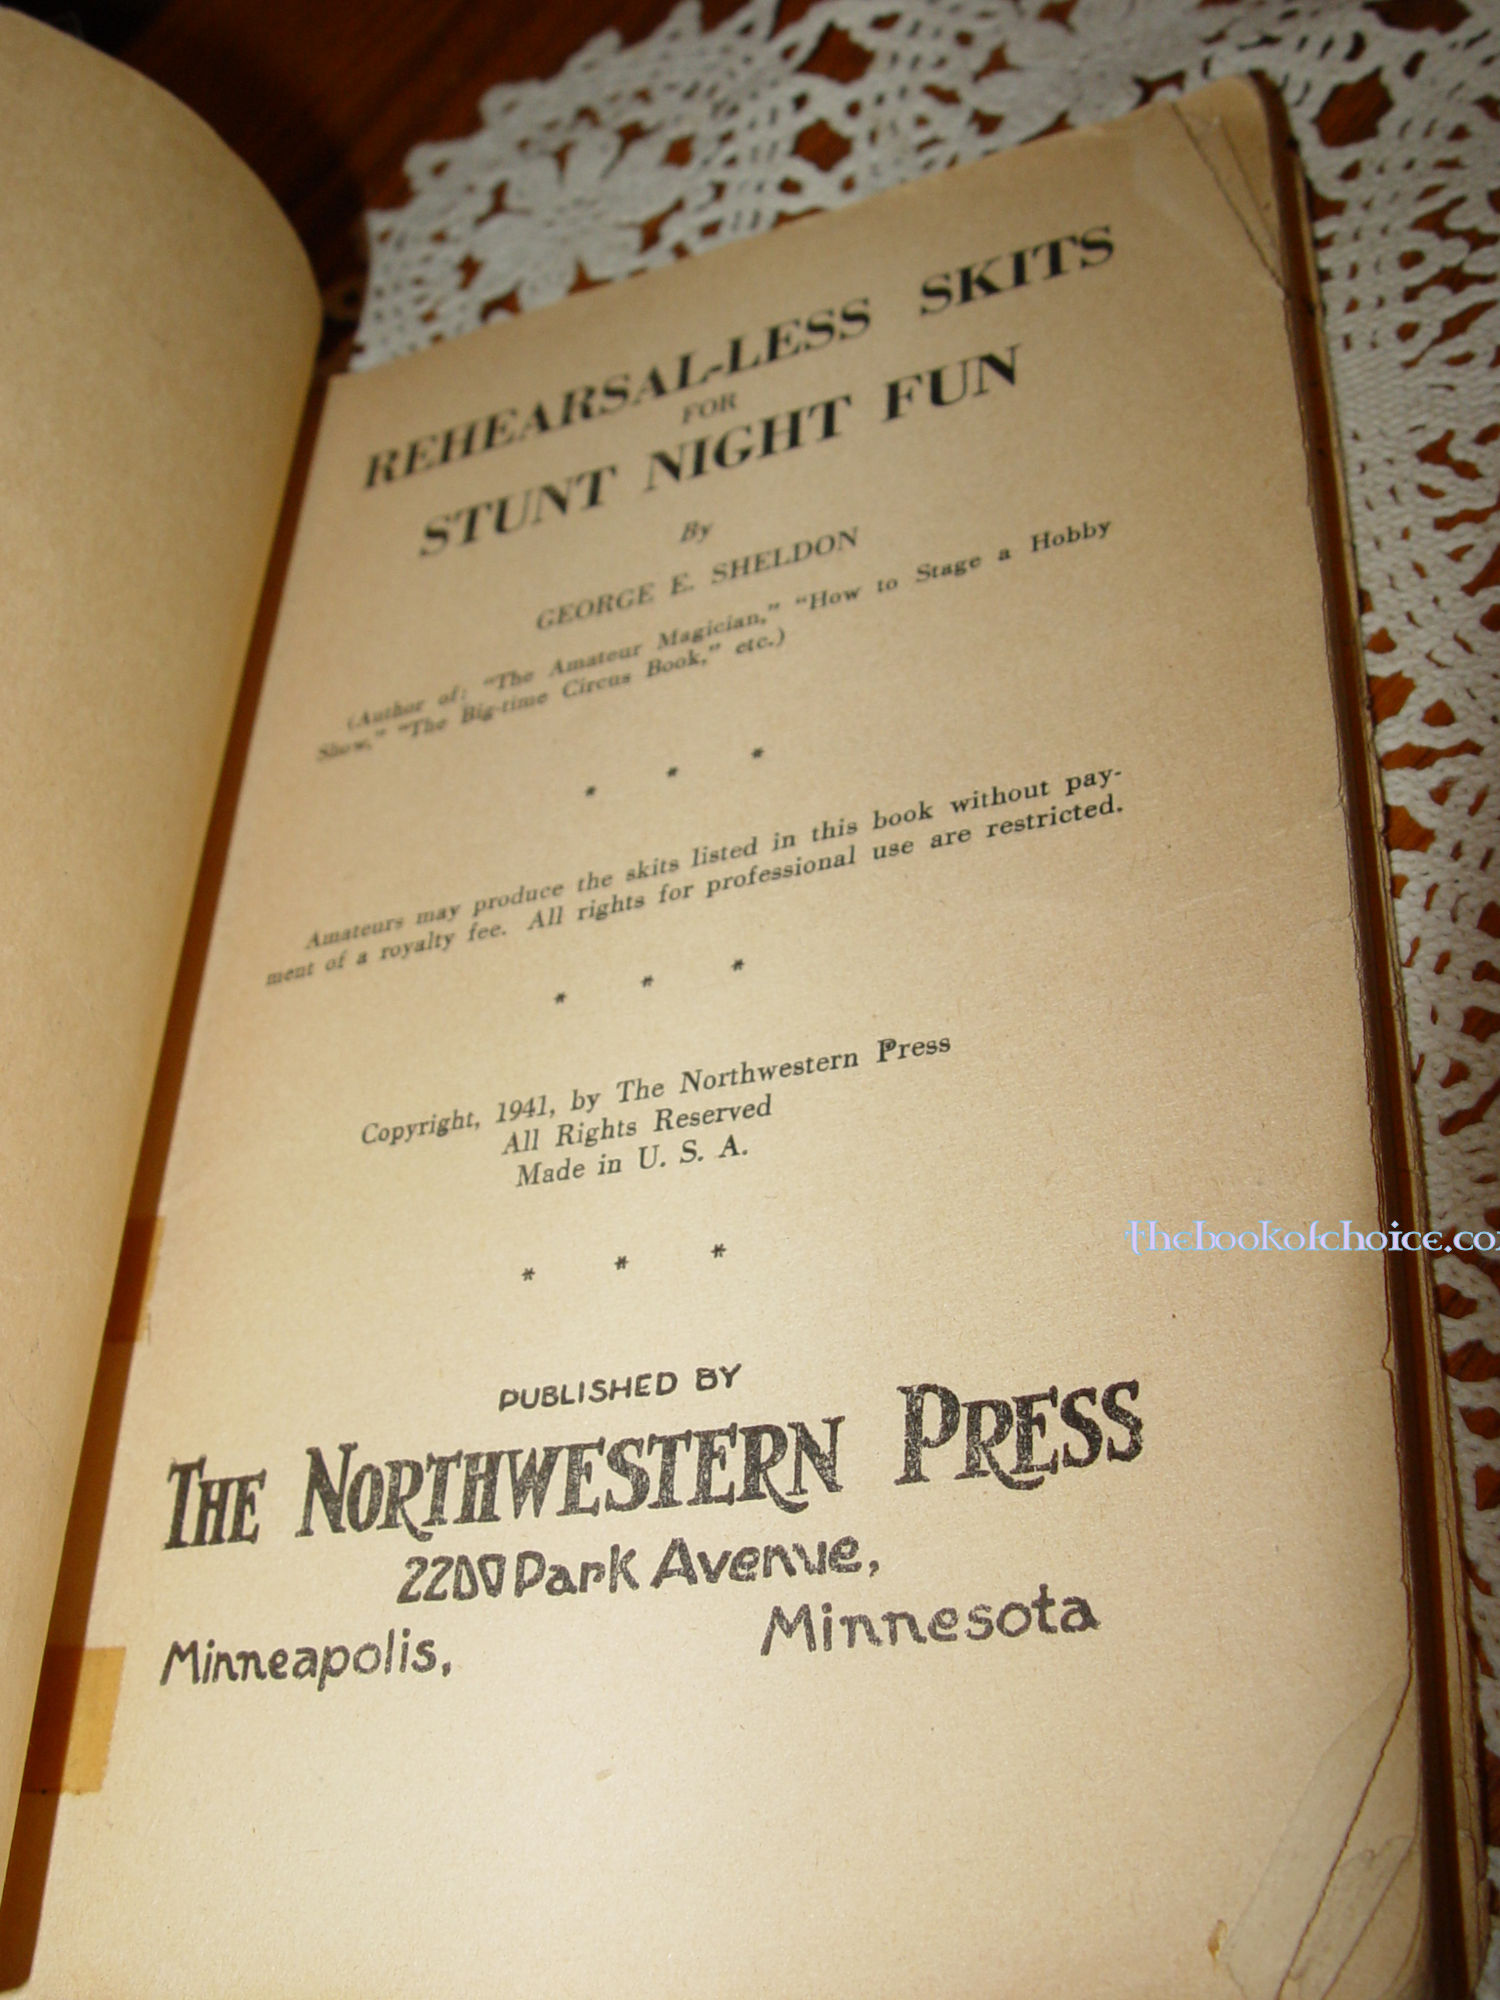 REHEARSAL-LESS SKITS
FOR
STUNT NIGHT FUN
By
GEORGE E. SHELDON
(Author of: "The Amateur Magician," "How to Stage a Hobby
Show," "The Big-time Circus Book," etc.)
* * *
Amateurs may produce the skits listed in this book without pay-
ment of a royalty fee. All rights for professional use are restricted.
* * *
Copyright, 1941, by The Northwestern Press
All Rights Reserved
Made in U. S. A.
* * *
PUBLISHED BY
THE NORTHWESTERN PRESS
2200 Park Avenue,
Minneapolis, Minnesota
thebookofchoice.co